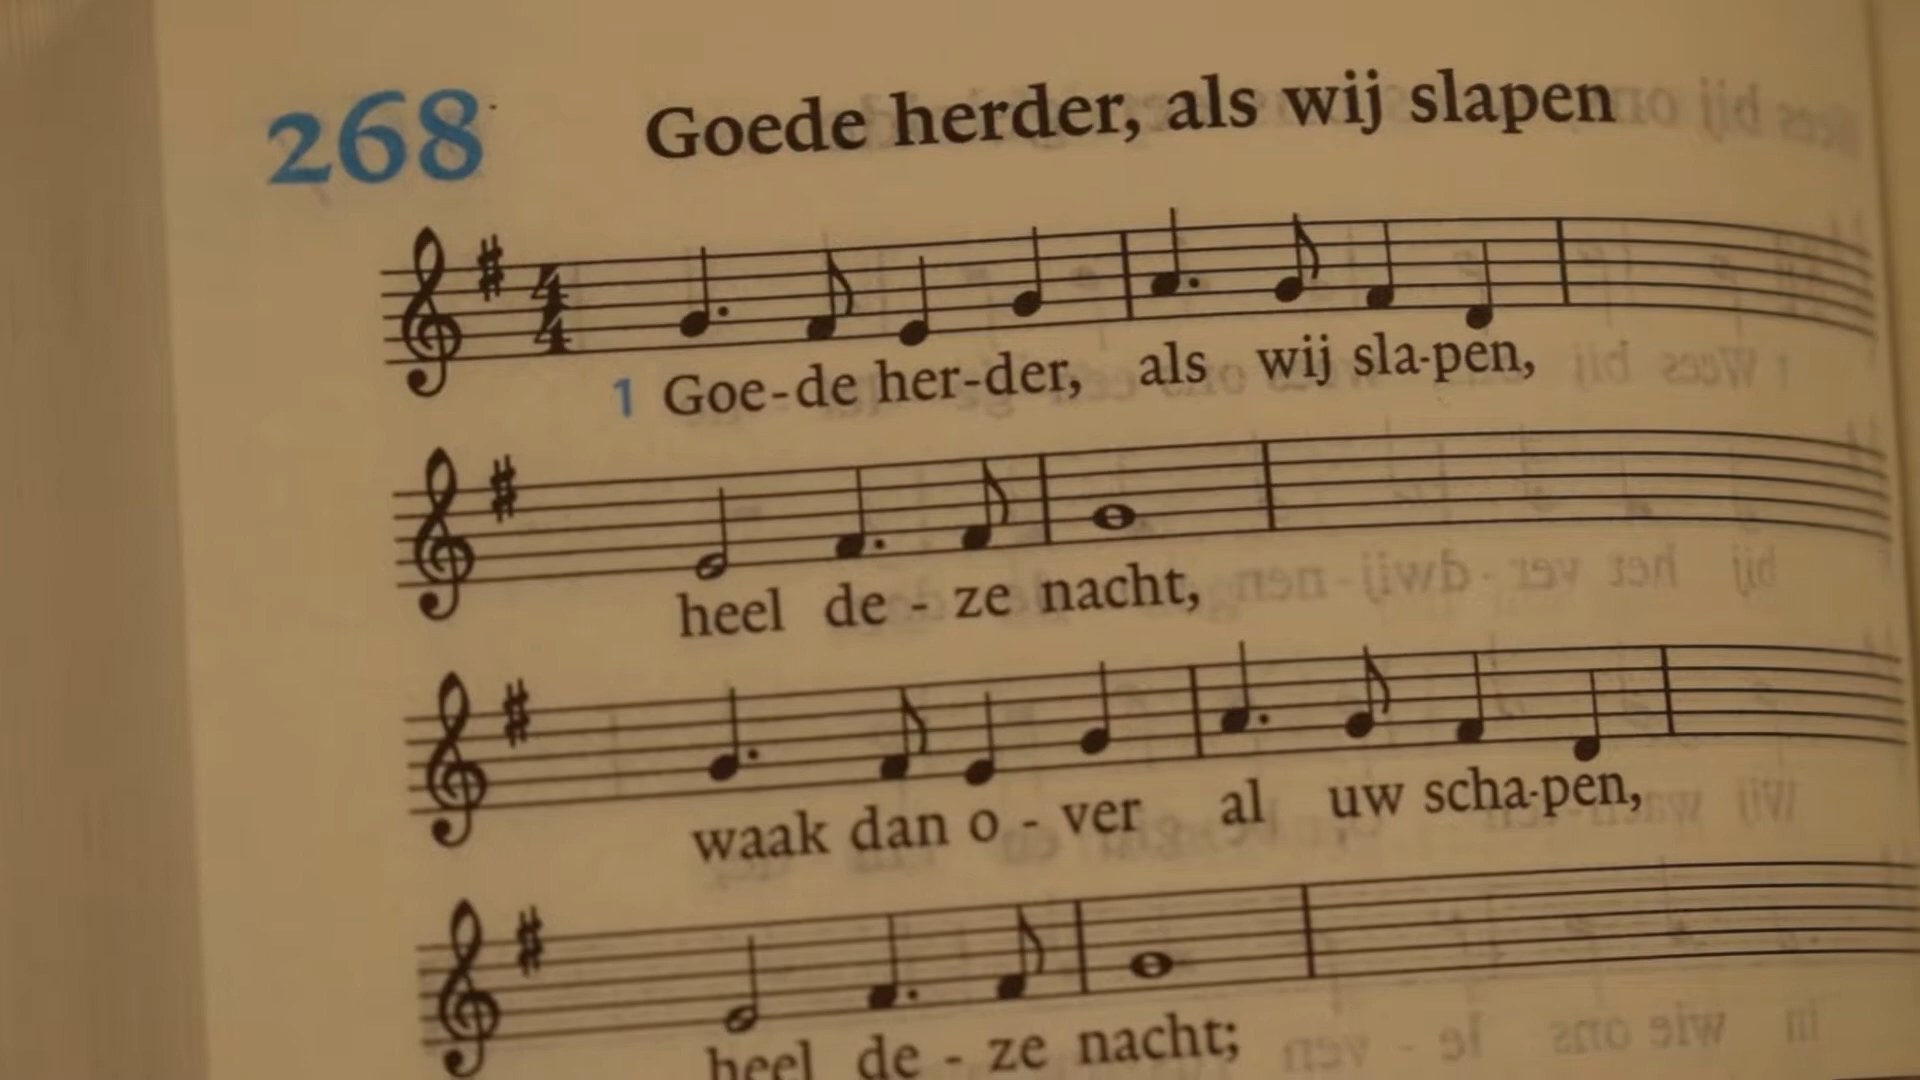 268 Goede herder, als wij slapen
1 Goe-de her-der, als wij sla-pen,
heel de - ze nacht,
waak dan o - ver al uw scha-pen,
heel de - ze nacht;